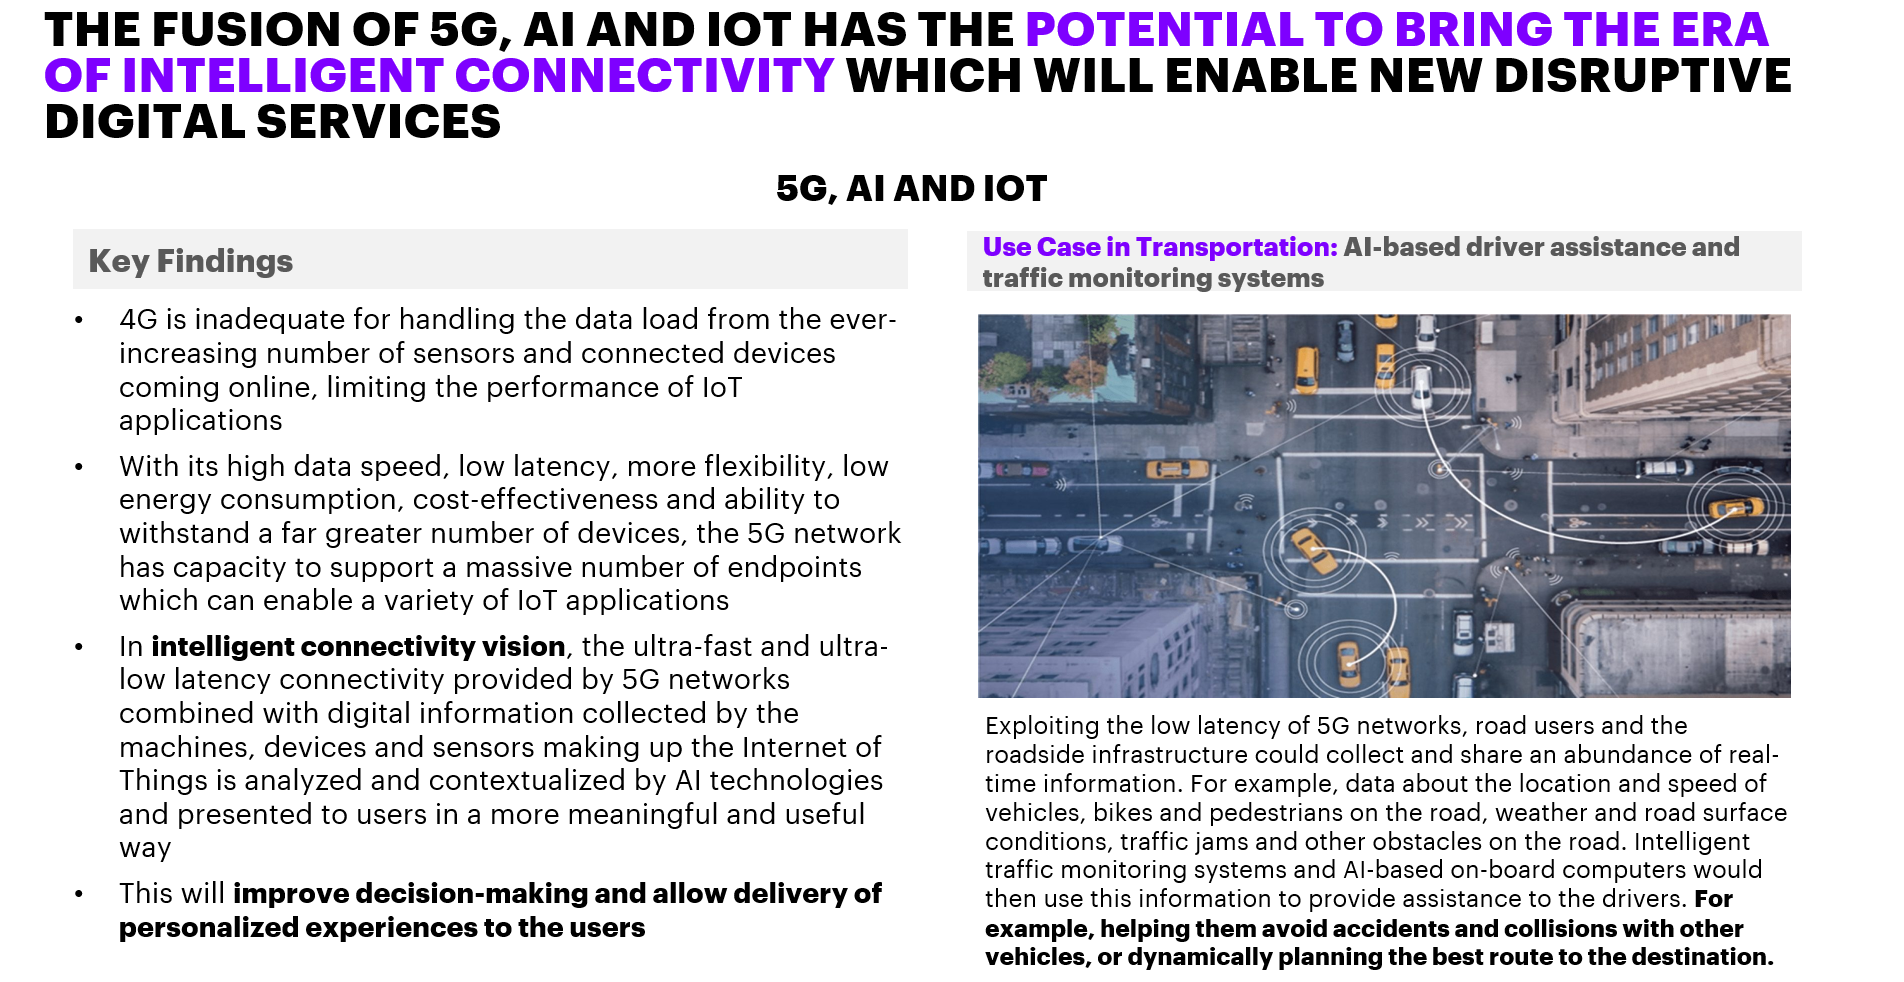 THE FUSION OF 5G, AI AND IOT HAS THE POTENTIAL TO BRING THE ERA
OF INTELLIGENT CONNECTIVITY WHICH WILL ENABLE NEW DISRUPTIVE
DIGITAL SERVICES
5G, AI AND IOT
Key Findings
• 4G is inadequate for handling the data load from the ever-
increasing number of sensors and connected devices
coming online, limiting the performance of IoT
applications
• With its high data speed, low latency, more flexibility, low
energy consumption, cost-effectiveness and ability to
withstand a far greater number of devices, the 5G network
has capacity to support a massive number of endpoints
which can enable a variety of IoT applications
• In intelligent connectivity vision, the ultra-fast and ultra-
low latency connectivity provided by 5G networks
combined with digital information collected by the
machines, devices and sensors making up the Internet of
Things is analyzed and contextualized by AI technologies
and presented to users in a more meaningful and useful
way
• This will improve decision-making and allow delivery of
personalized experiences to the users
Use Case in Transportation: AI-based driver assistance and
traffic monitoring systems
Exploiting the low latency of 5G networks, road users and the
roadside infrastructure could collect and share an abundance of real-
time information. For example, data about the location and speed of
vehicles, bikes and pedestrians on the road, weather and road surface
conditions, traffic jams and other obstacles on the road. Intelligent
traffic monitoring systems and AI-based on-board computers would
then use this information to provide assistance to the drivers. For
example, helping them avoid accidents and collisions with other
vehicles, or dynamically planning the best route to the destination.